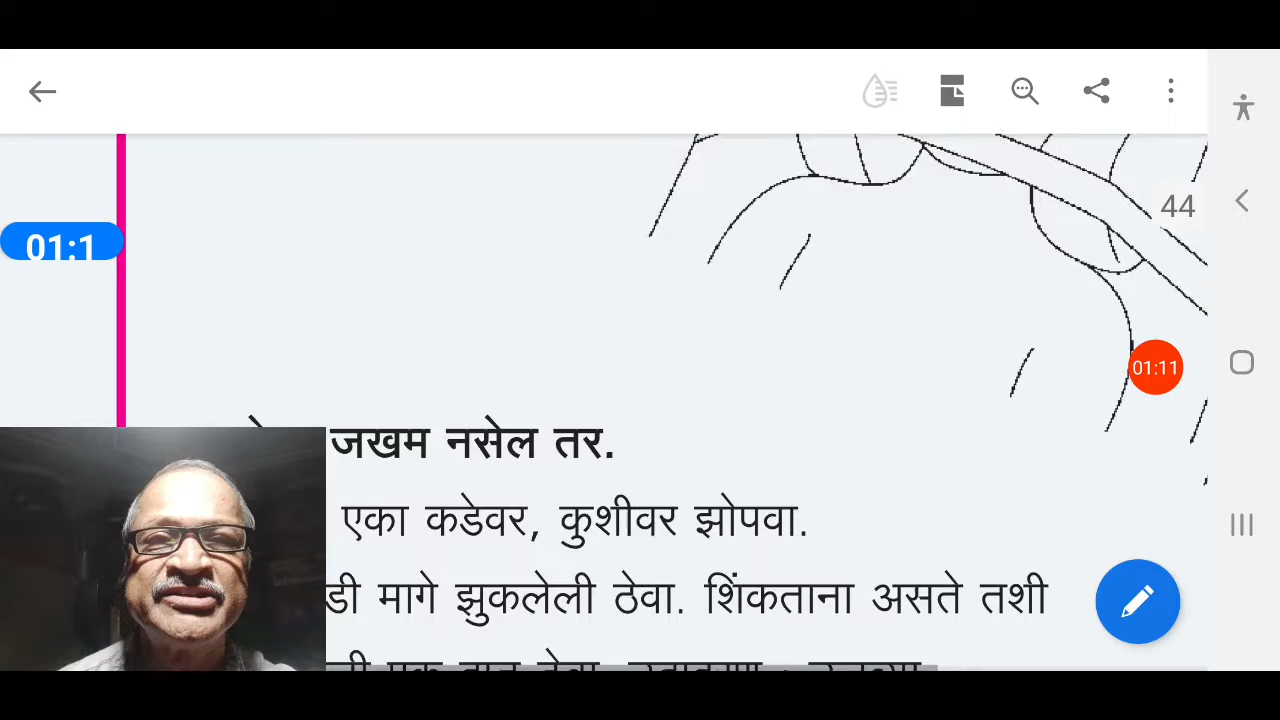 44
01:1
01:11
जखम नसेल तर.
एका कडेवर, कुशीवर झोपवा.
डी मागे झुकलेली ठेवा. शिंकताना असते तशी